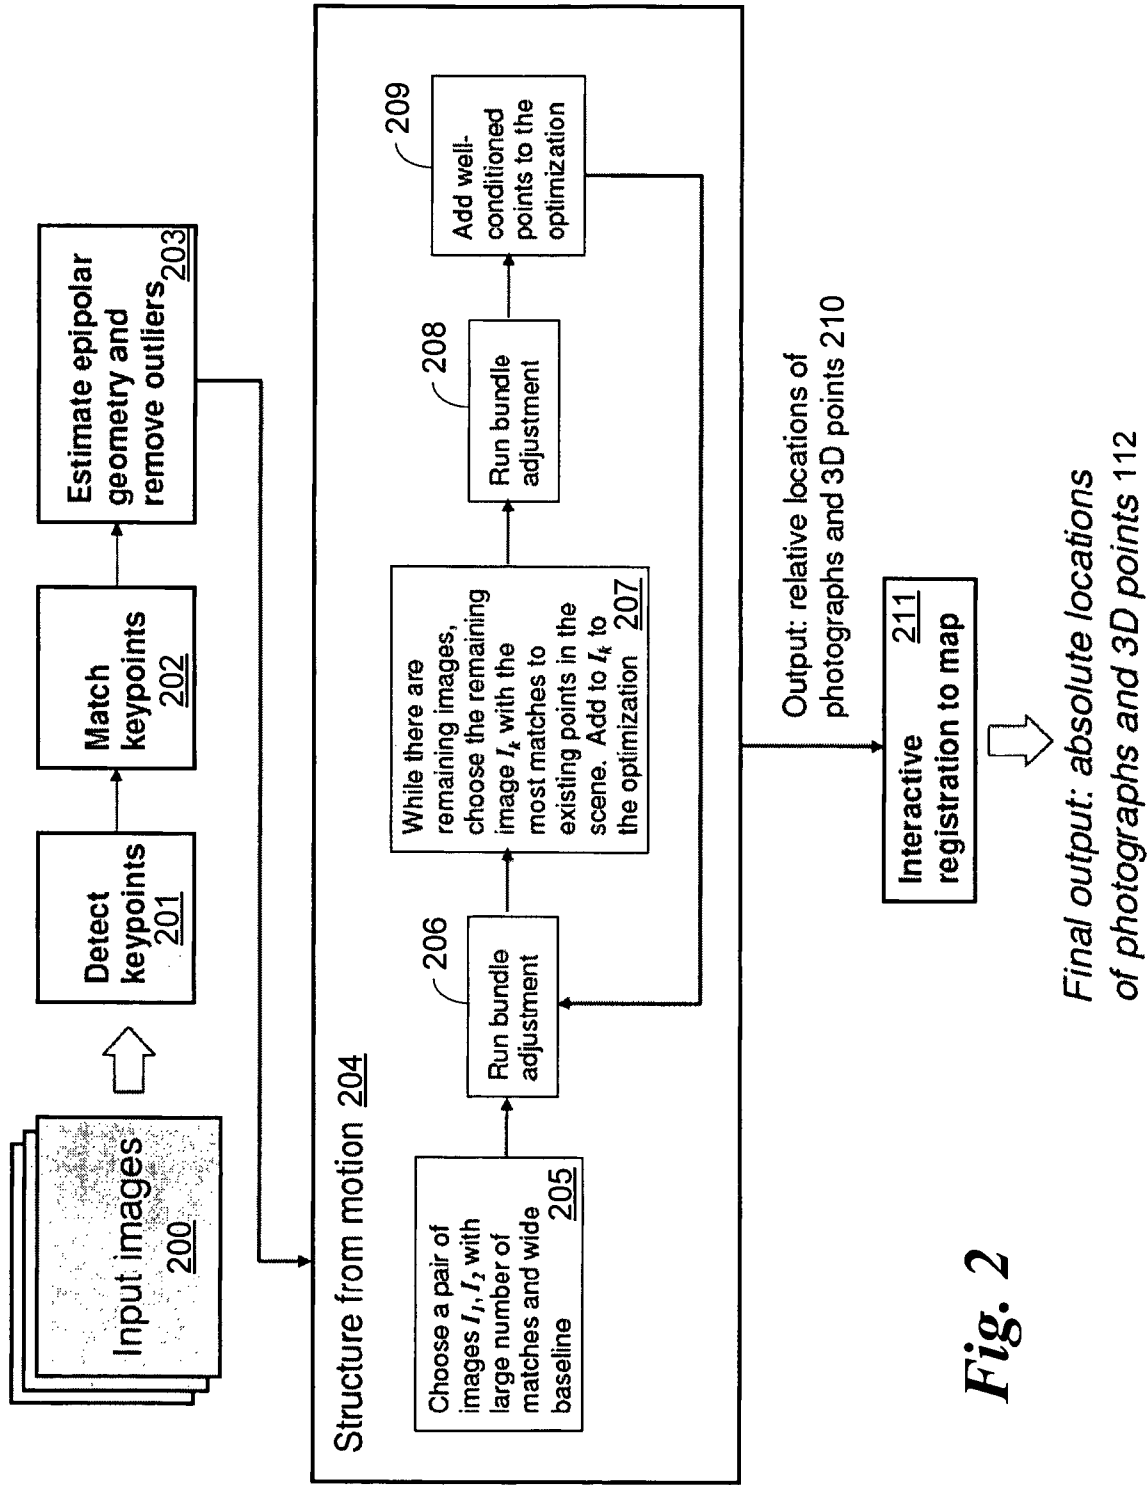 Input images
200
Detect
keypoints
201
Match
keypoints
202
Estimate epipolar
geometry and
remove outliers
203
Structure from motion 204
Choose a pair of
images I1, I2 with
large number of
matches and wide
baseline
205
206
Run bundle
adjustment
While there are
remaining images,
choose the remaining
image Ik with the
most matches to
existing points in the
scene. Add to Ik to
the optimization 207
208
Run bundle
adjustment
209
Add well-
conditioned
points to the
optimization
Output: relative locations of
photographs and 3D points 210
Interactive 211
registration to map
Final output: absolute locations
of photographs and 3D points 112
Fig. 2